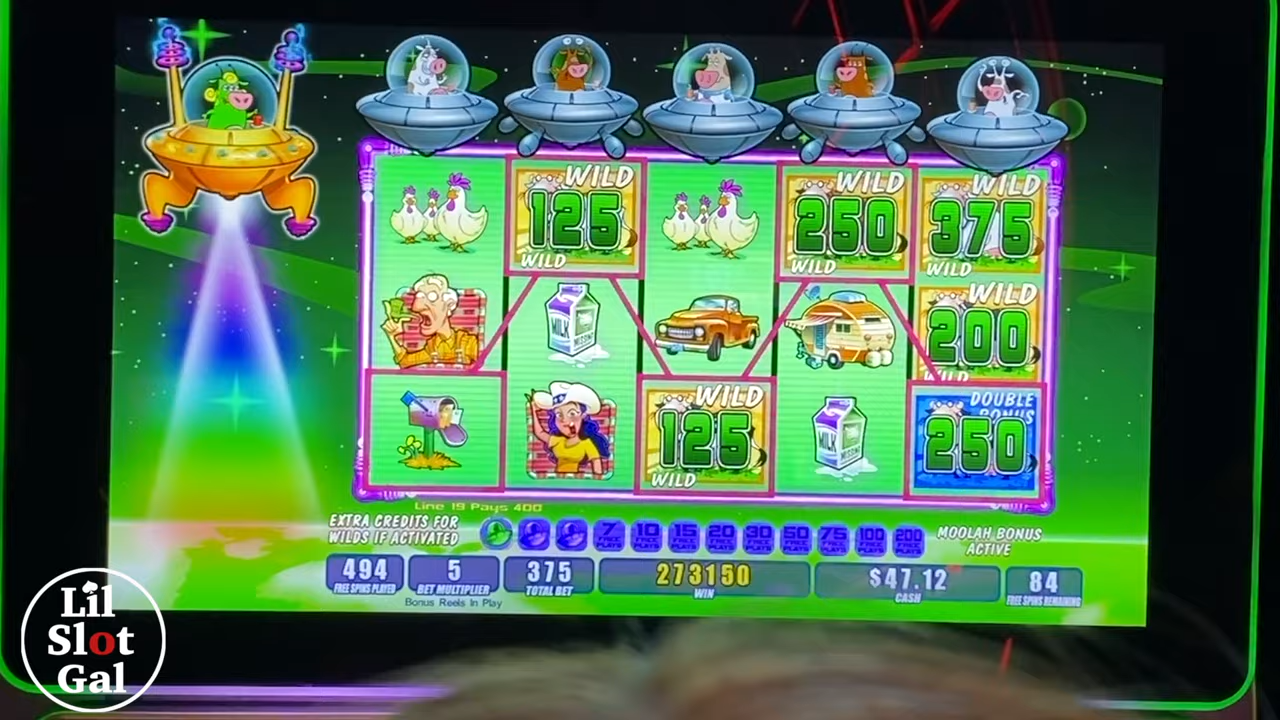 WILD
125
WILD
WILD
250
WILD
WILD
375
WILD
MILK
WILD
200
WILD
WILD
125
WILD
MILK
DOUBLE
BONUS
250
Line 19 Pays 400
EXTRA CREDITS FOR
WILDS IF ACTIVATED
7 FREE PLAYS
10 FREE PLAYS
15 FREE PLAYS
20 FREE PLAYS
30 FREE PLAYS
50 FREE PLAYS
75 FREE PLAYS
100 FREE PLAYS
200 FREE PLAYS
MOOLAH BONUS
ACTIVE
494
FREE SPINS PLAYED
5
BET MULTIPLIER
375
TOTAL BET
273150
WIN
$47.12
CASH
84
FREE SPINS REMAINING
Bonus Reels In Play
Lil
Slot
Gal